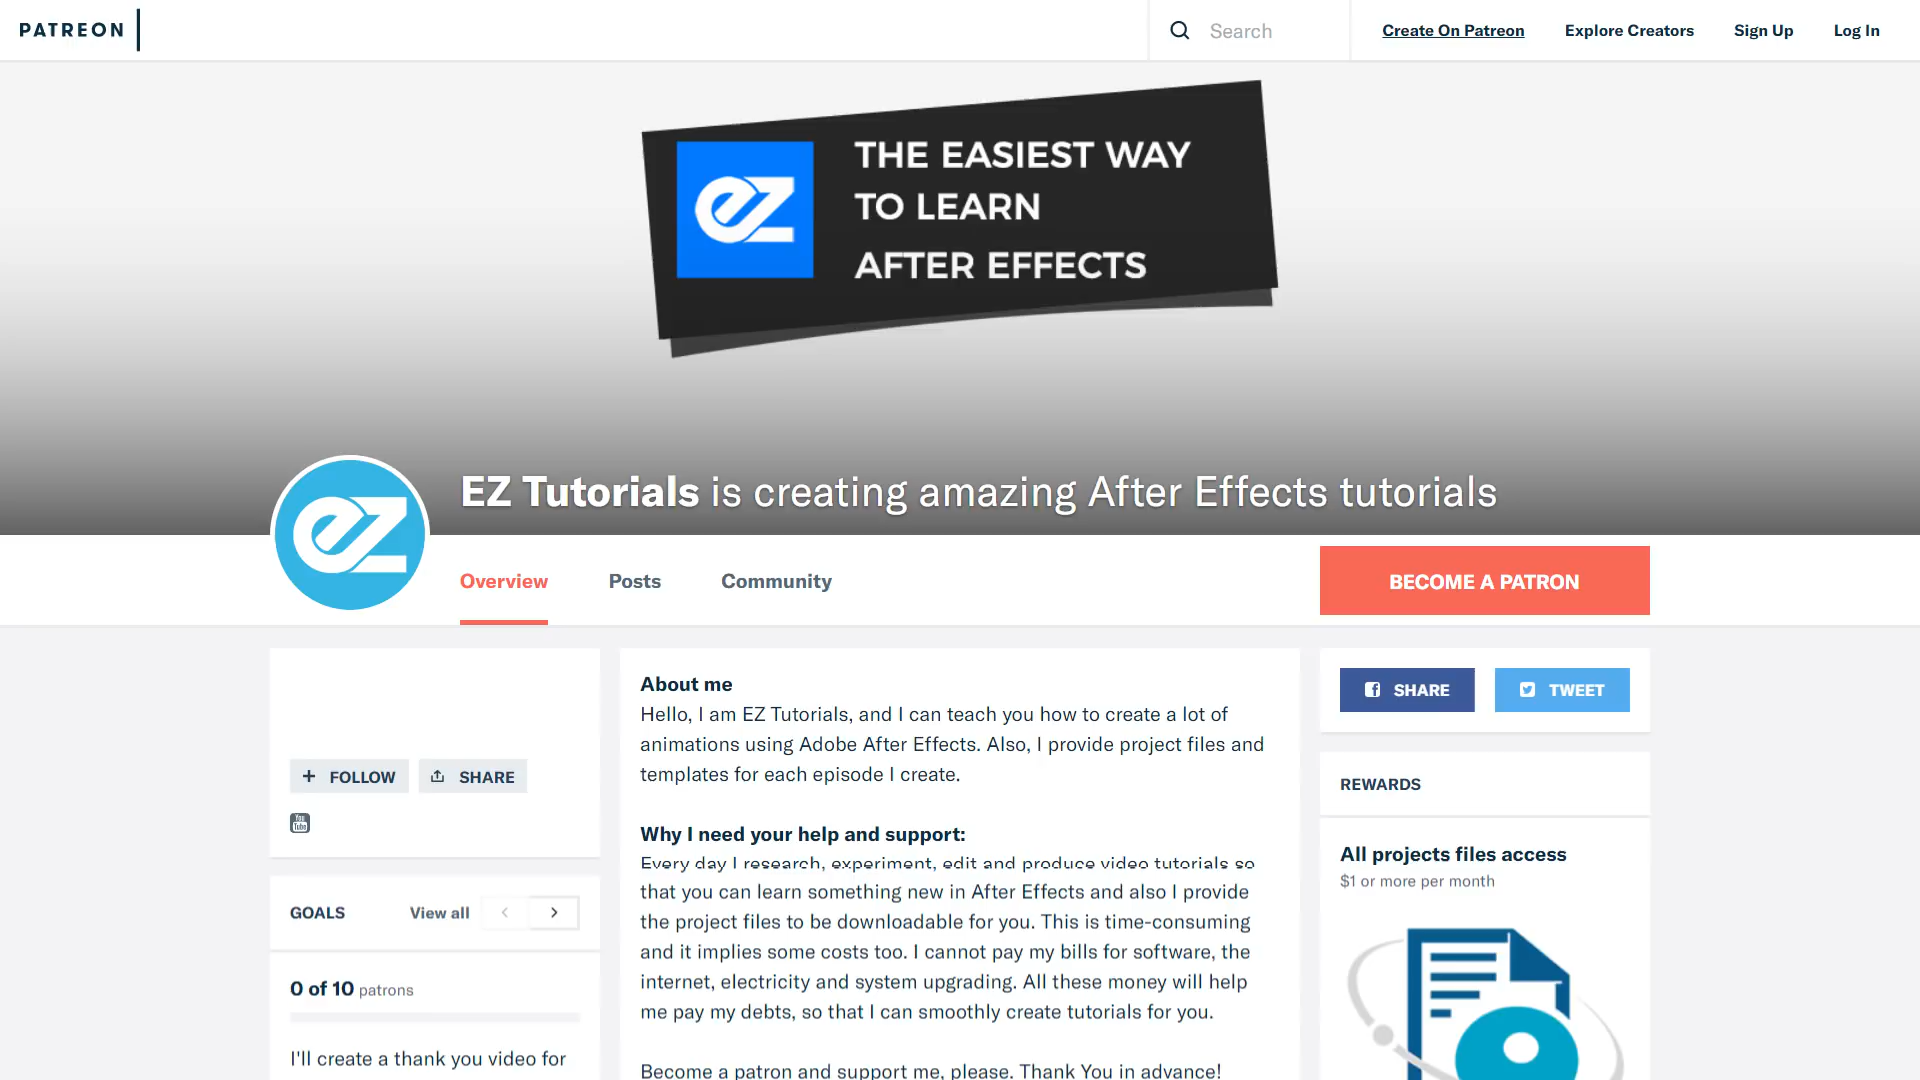 PATREON
Search
Create On Patreon
Explore Creators
Sign Up
Log In
ez
THE EASIEST WAY
TO LEARN
AFTER EFFECTS
ez
EZ Tutorials is creating amazing After Effects tutorials
Overview
Posts
Community
BECOME A PATRON
FOLLOW
SHARE
You
Tube
GOALS
View all
0 of 10 patrons
I'll create a thank you video for
About me
Hello, I am EZ Tutorials, and I can teach you how to create a lot of
animations using Adobe After Effects. Also, I provide project files and
templates for each episode I create.
Why I need your help and support:
Every day I research, experiment, edit and produce video tutorials so
that you can learn something new in After Effects and also I provide
the project files to be downloadable for you. This is time-consuming
and it implies some costs too. I cannot pay my bills for software, the
internet, electricity and system upgrading. All these money will help
me pay my debts, so that I can smoothly create tutorials for you.
Become a patron and support me, please. Thank You in advance!
SHARE
TWEET
REWARDS
All projects files access
$1 or more per month